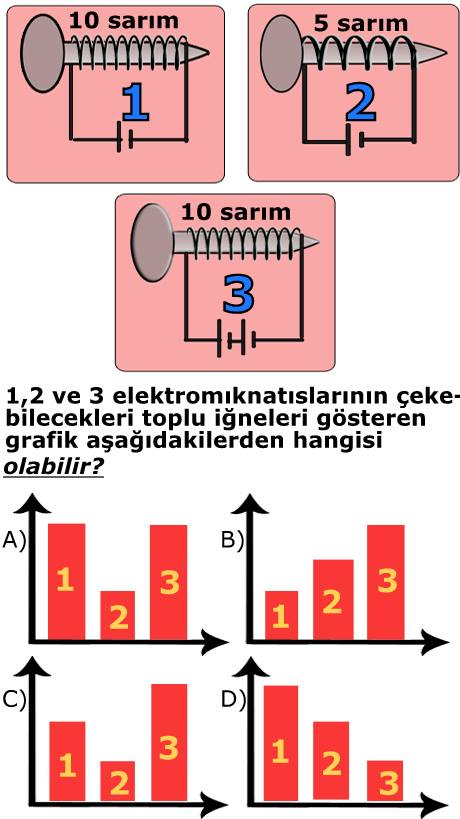 10 sarım
1
5 sarım
2
10 sarım
3
1,2 ve 3 elektromıknatıslarının çeke-
bilecekleri toplu iğneleri gösteren
grafik aşağıdakilerden hangisi
olabilir?
A) 1 2 3
B) 1 2 3
C) 1 2 3
D) 1 2 3